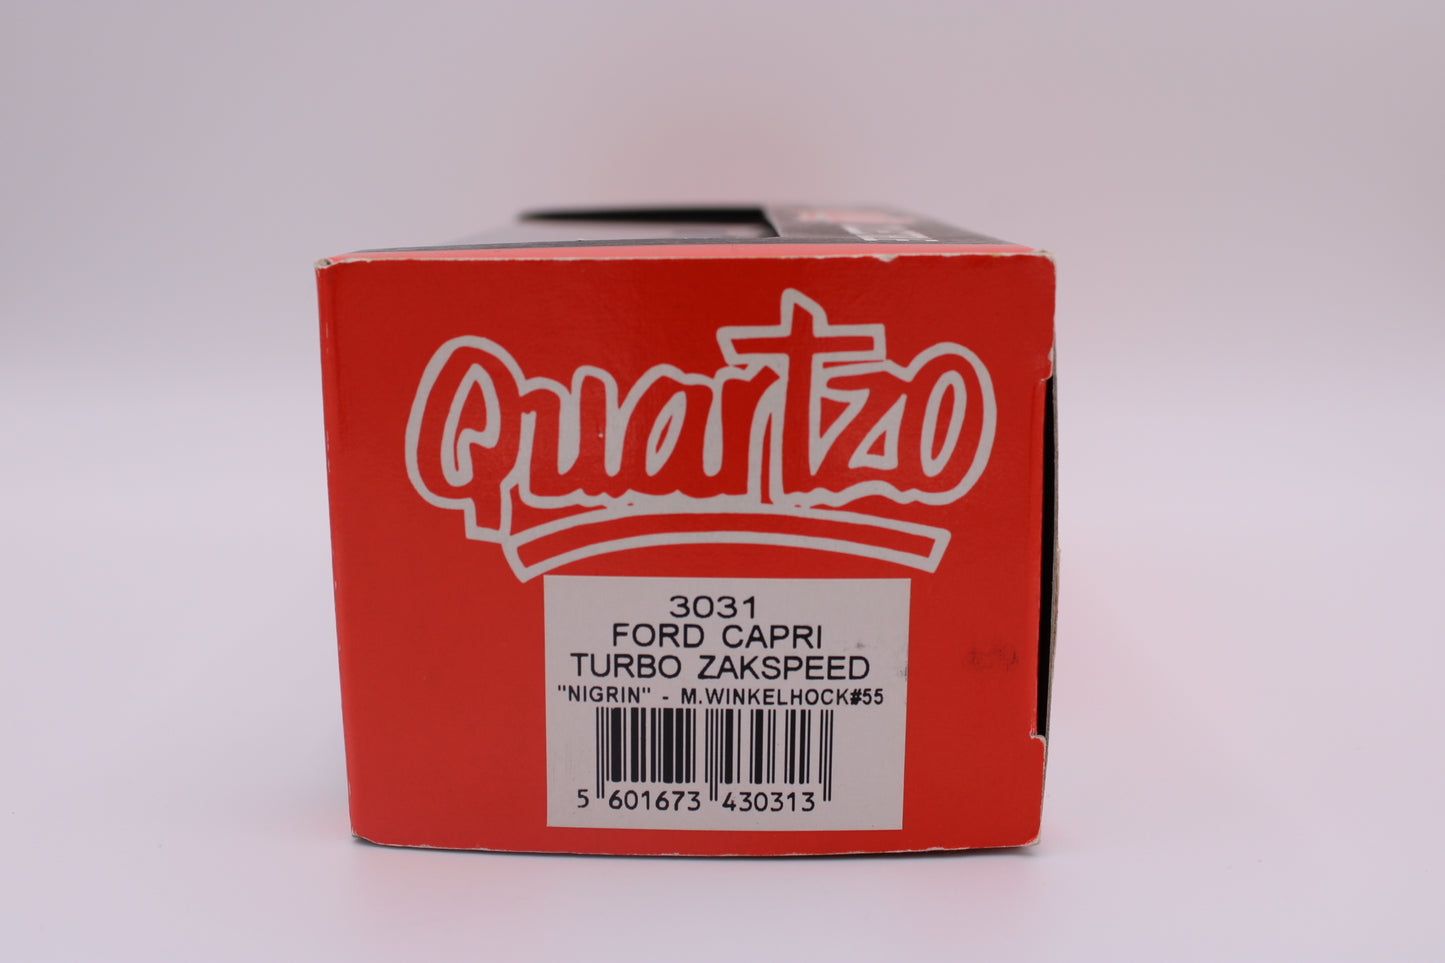 Quartzo
3031
FORD CAPRI
TURBO ZAKSPEED
"NIGRIN" - M.WINKELHOCK#55
5 601673 430313